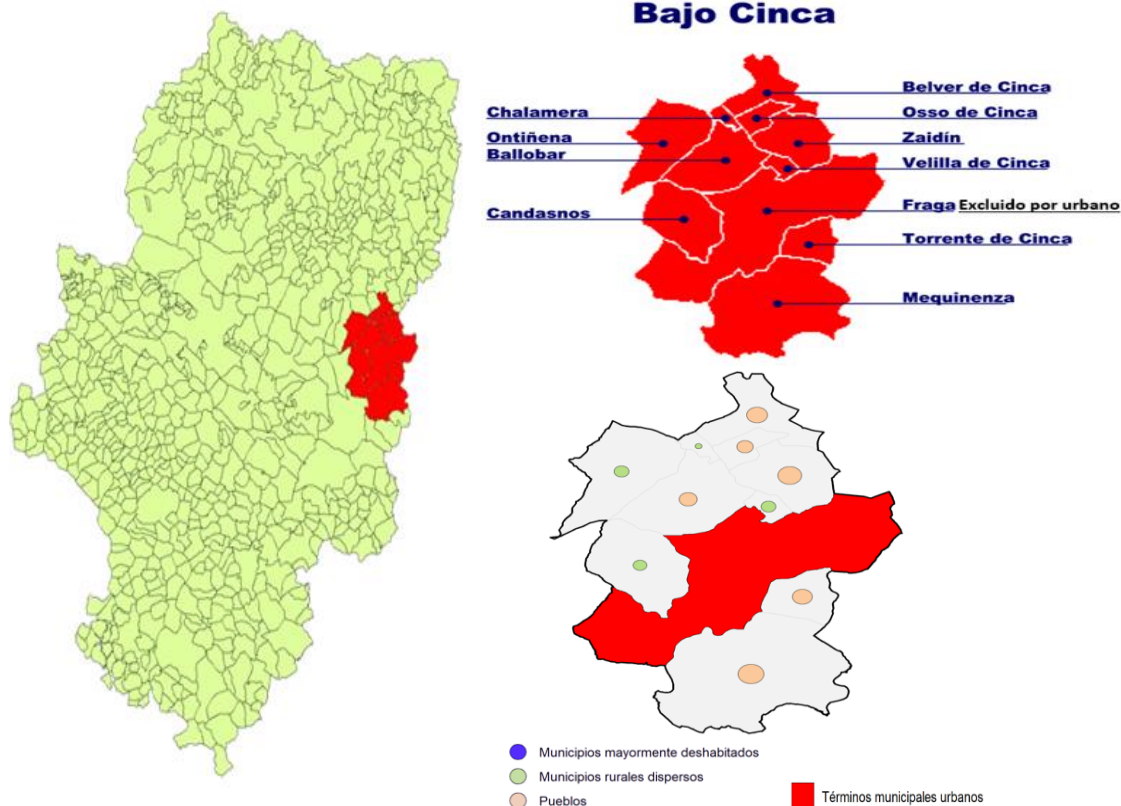 Bajo Cinca
Belver de Cinca
Chalamera
Osso de Cinca
Ontiñena
Zaidín
Ballobar
Velilla de Cinca
Candasnos
Fraga Excluido por urbano
Torrente de Cinca
Mequinenza
Municipios mayormente deshabitados
Municipios rurales dispersos
Pueblos
Términos municipales urbanos